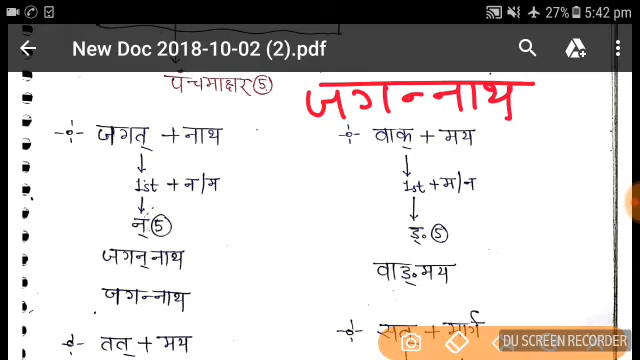 27% 5:42 pm
New Doc 2018-10-02 (2).pdf
पंचमाक्षर ⑤
जगन्नाथ
जगत् + नाथ
1st + न/म
न् ⑤
जगन्नाथ
जगन्नाथ
तत् + मय
वाक् + मय
1st + म/न
ङ् ⑤
वाङ्मय
सत् + मार्ग
DU SCREEN RECORDER